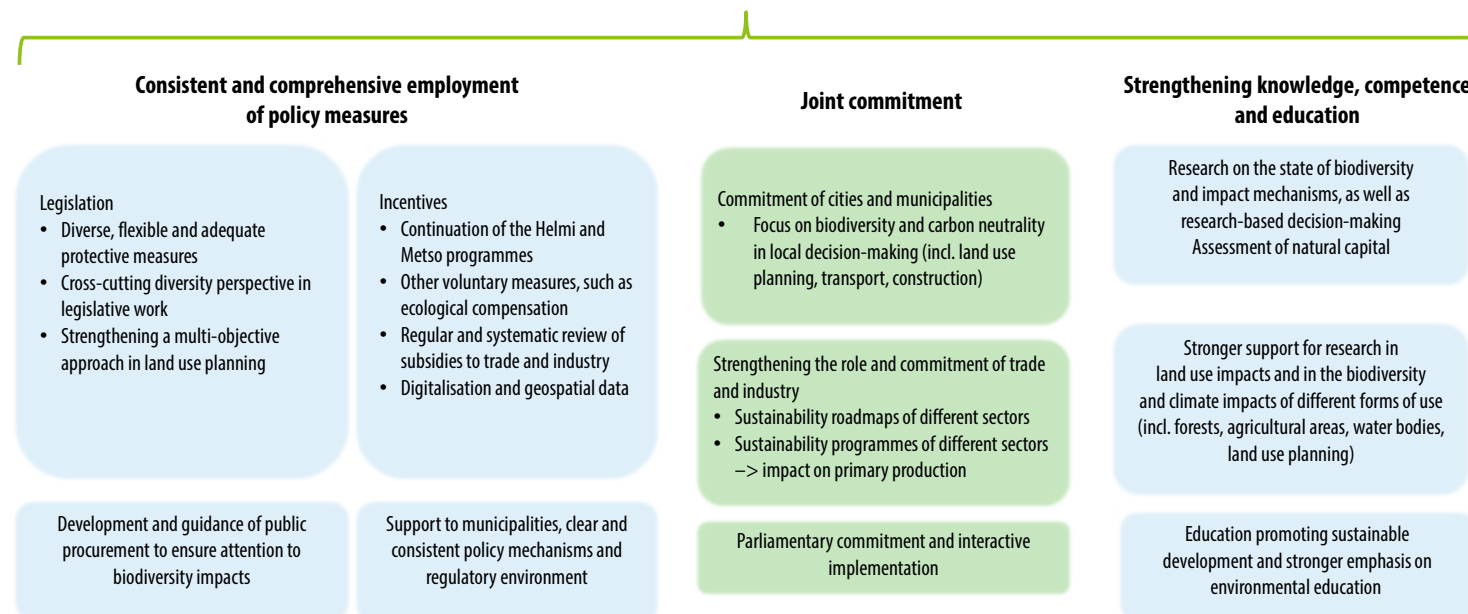 Consistent and comprehensive employment
of policy measures
Legislation
• Diverse, flexible and adequate
protective measures
• Cross-cutting diversity perspective in
legislative work
• Strengthening a multi-objective
approach in land use planning
Incentives
• Continuation of the Helmi and
Metso programmes
• Other voluntary measures, such as
ecological compensation
• Regular and systematic review of
subsidies to trade and industry
• Digitalisation and geospatial data
Development and guidance of public
procurement to ensure attention to
biodiversity impacts
Support to municipalities, clear and
consistent policy mechanisms and
regulatory environment
Joint commitment
Commitment of cities and municipalities
• Focus on biodiversity and carbon neutrality
in local decision-making (incl. land use
planning, transport, construction)
Strengthening the role and commitment of trade
and industry
• Sustainability roadmaps of different sectors
• Sustainability programmes of different sectors
–> impact on primary production
Parliamentary commitment and interactive
implementation
Strengthening knowledge, competence
and education
Research on the state of biodiversity
and impact mechanisms, as well as
research-based decision-making
Assessment of natural capital
Stronger support for research in
land use impacts and in the biodiversity
and climate impacts of different forms of use
(incl. forests, agricultural areas, water bodies,
land use planning)
Education promoting sustainable
development and stronger emphasis on
environmental education